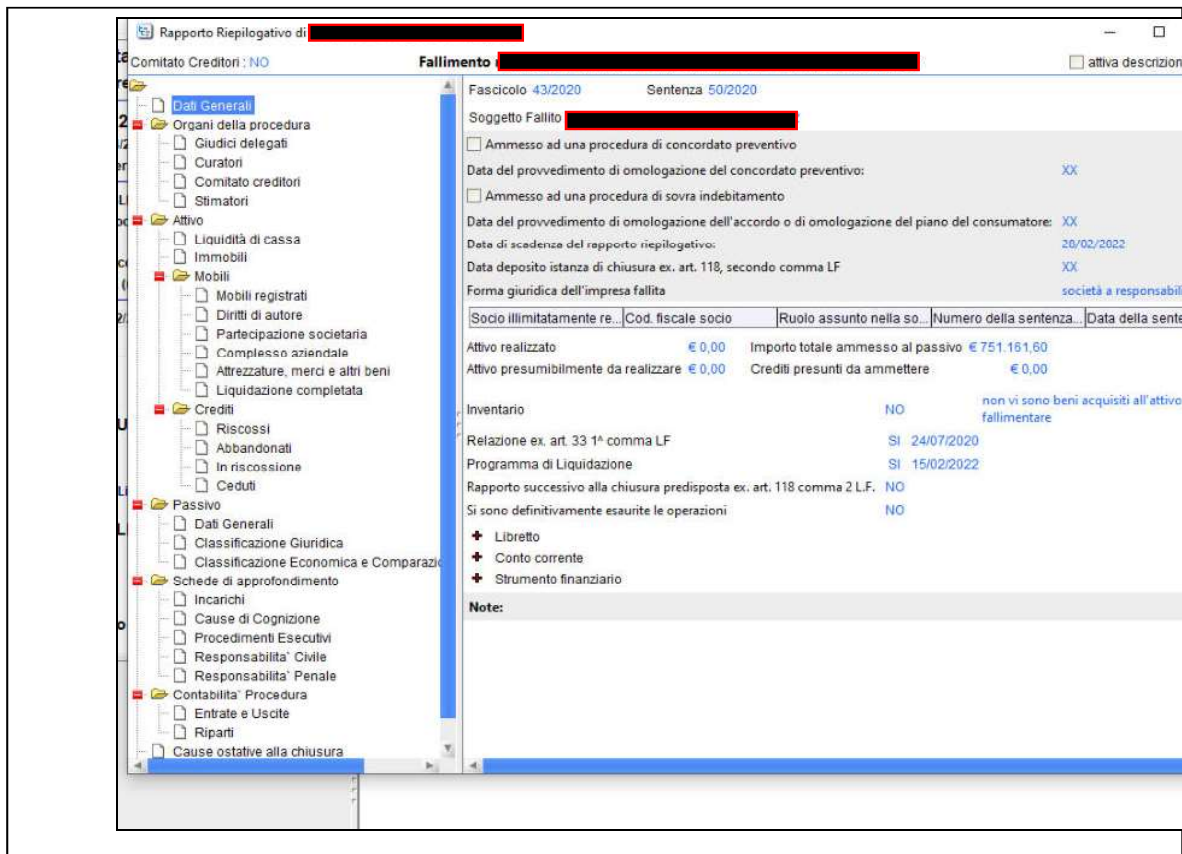 Rapporto Riepilogativo di
Comitato Creditori : NO
Fallimento
attiva descrizion
Dati Generali
Organi della procedura
Giudici delegati
Curatori
Comitato creditori
Stimatori
Attivo
Liquidità di cassa
Immobili
Mobili
Mobili registrati
Diritti di autore
Partecipazione societaria
Complesso aziendale
Attrezzature, merci e altri beni
Liquidazione completata
Crediti
Riscossi
Abbandonati
In riscossione
Ceduti
Passivo
Dati Generali
Classificazione Giuridica
Classificazione Economica e Comparazio
Schede di approfondimento
Incarichi
Cause di Cognizione
Procedimenti Esecutivi
Responsabilita` Civile
Responsabilita` Penale
Contabilita` Procedura
Entrate e Uscite
Riparti
Cause ostative alla chiusura
Fascicolo 43/2020 Sentenza 50/2020
Soggetto Fallito
Ammesso ad una procedura di concordato preventivo
Data del provvedimento di omologazione del concordato preventivo: XX
Ammesso ad una procedura di sovra indebitamento
Data del provvedimento di omologazione dell'accordo o di omologazione del piano del consumatore: XX
Data di scadenza del rapporto riepilogativo: 28/02/2022
Data deposito istanza di chiusura ex. art. 118, secondo comma LF XX
Forma giuridica dell'impresa fallita società a responsabil
Socio illimitatamente re... Cod. fiscale socio Ruolo assunto nella so... Numero della sentenza... Data della sente
Attivo realizzato € 0,00 Importo totale ammesso al passivo € 751.161,60
Attivo presumibilmente da realizzare € 0,00 Crediti presunti da ammettere € 0,00
Inventario NO non vi sono beni acquisiti all'attivo
fallimentare
Relazione ex. art. 33 1^ comma LF SI 24/07/2020
Programma di Liquidazione SI 15/02/2022
Rapporto successivo alla chiusura predisposta ex. art. 118 comma 2 L.F. NO
Si sono definitivamente esaurite le operazioni NO
Libretto
Conto corrente
Strumento finanziario
Note: